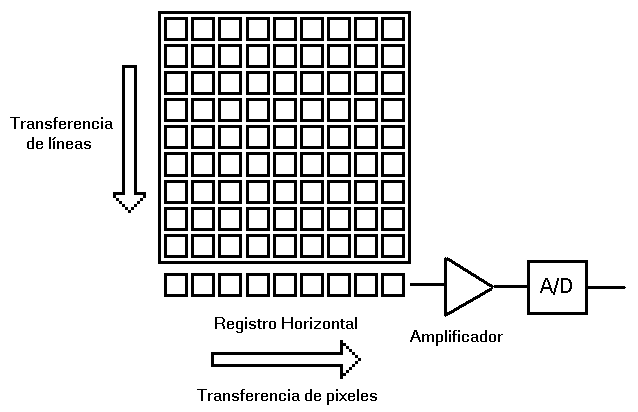 Transferencia
de líneas
A/D
Registro Horizontal
Amplificador
Transferencia de pixeles